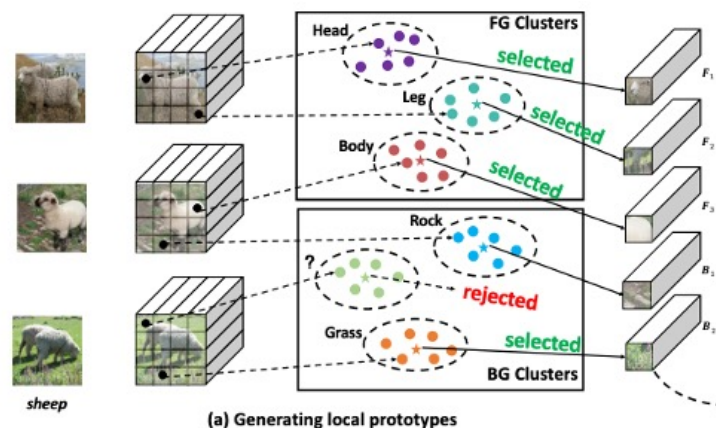 FG Clusters
Head
selected
F₁
Leg
selected
F₂
Body
selected
F₃
Rock
B₁
?
rejected
Grass
selected
B₂
BG Clusters
sheep
(a) Generating local prototypes